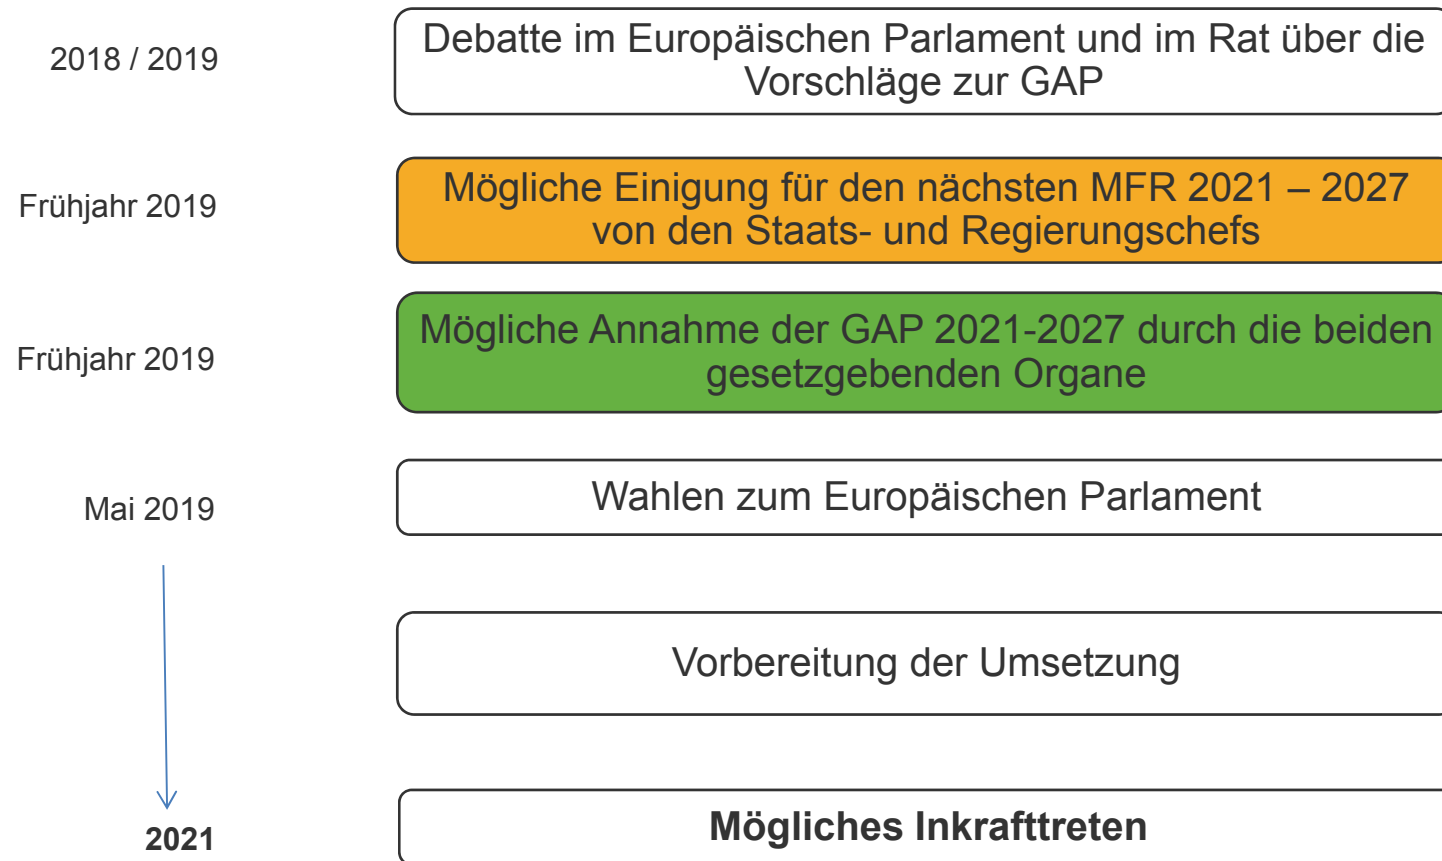 2018 / 2019
Debatte im Europäischen Parlament und im Rat über die
Vorschläge zur GAP
Frühjahr 2019
Mögliche Einigung für den nächsten MFR 2021 – 2027
von den Staats- und Regierungschefs
Frühjahr 2019
Mögliche Annahme der GAP 2021-2027 durch die beiden
gesetzgebenden Organe
Mai 2019
Wahlen zum Europäischen Parlament
Vorbereitung der Umsetzung
2021
Mögliches Inkrafttreten